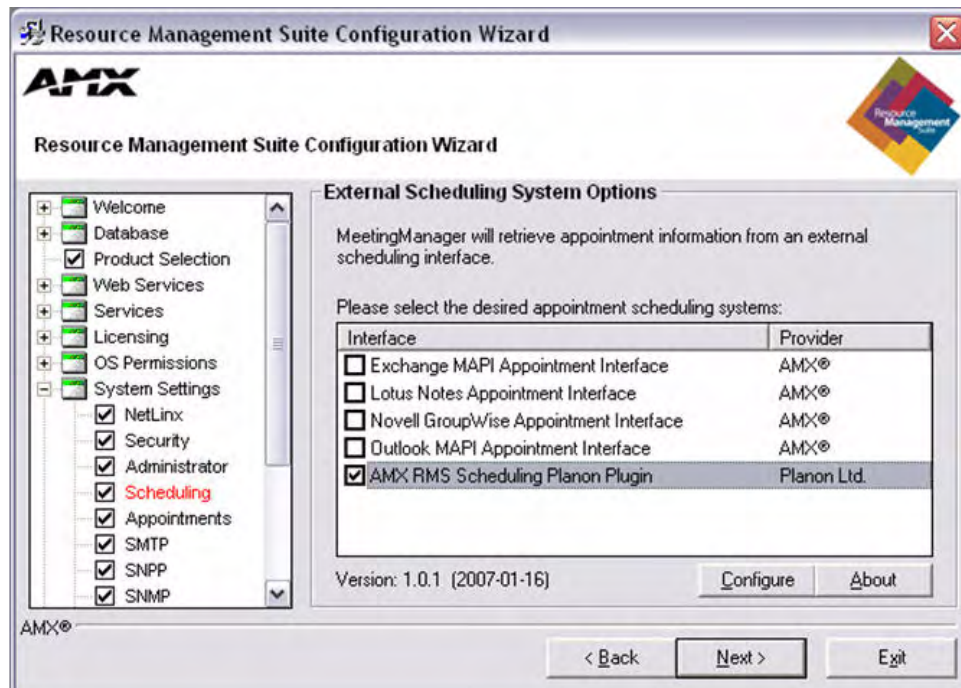 Resource Management Suite Configuration Wizard
AMX
Resource Management Suite
Resource Management Suite Configuration Wizard
Welcome
Database
Product Selection
Web Services
Services
Licensing
OS Permissions
System Settings
NetLinx
Security
Administrator
Scheduling
Appointments
SMTP
SNPP
SNMP
External Scheduling System Options
MeetingManager will retrieve appointment information from an external
scheduling interface.
Please select the desired appointment scheduling systems:
Interface Provider
Exchange MAPI Appointment Interface AMX®
Lotus Notes Appointment Interface AMX®
Novell GroupWise Appointment Interface AMX®
Outlook MAPI Appointment Interface AMX®
AMX RMS Scheduling Planon Plugin Planon Ltd.
Version: 1.0.1 (2007-01-16) Configure About
AMX®
< Back Next > Exit